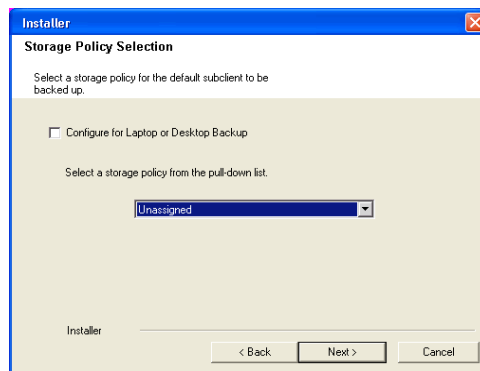 Installer
Storage Policy Selection
Select a storage policy for the default subclient to be
backed up.
Configure for Laptop or Desktop Backup
Select a storage policy from the pull-down list.
Unassigned
Installer
< Back
Next >
Cancel